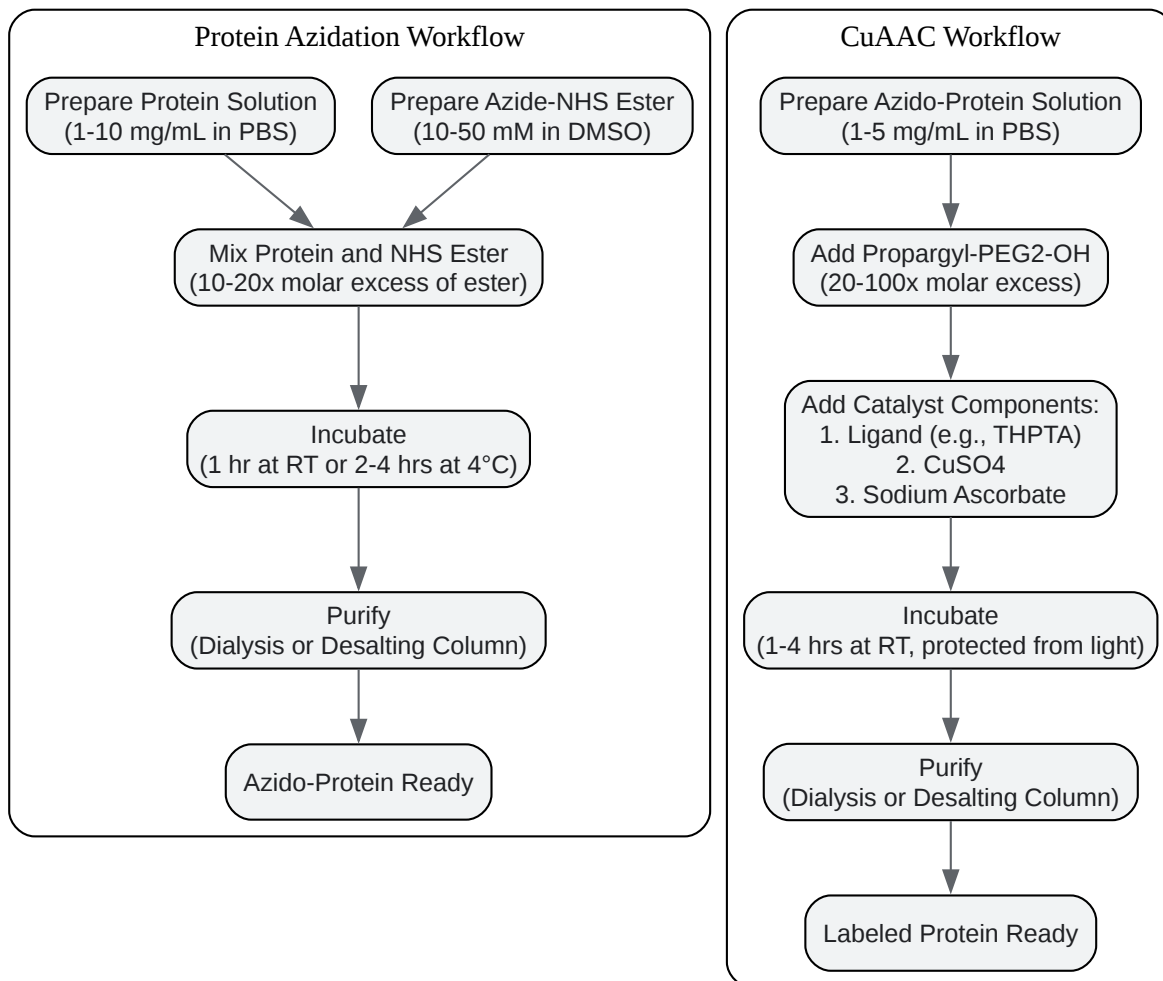 Protein Azidation Workflow
Prepare Protein Solution
(1-10 mg/mL in PBS)
Prepare Azide-NHS Ester
(10-50 mM in DMSO)
Mix Protein and NHS Ester
(10-20x molar excess of ester)
Incubate
(1 hr at RT or 2-4 hrs at 4°C)
Purify
(Dialysis or Desalting Column)
Azido-Protein Ready
CuAAC Workflow
Prepare Azido-Protein Solution
(1-5 mg/mL in PBS)
Add Propargyl-PEG2-OH
(20-100x molar excess)
Add Catalyst Components:
1. Ligand (e.g., THPTA)
2. CuSO4
3. Sodium Ascorbate
Incubate
(1-4 hrs at RT, protected from light)
Purify
(Dialysis or Desalting Column)
Labeled Protein Ready